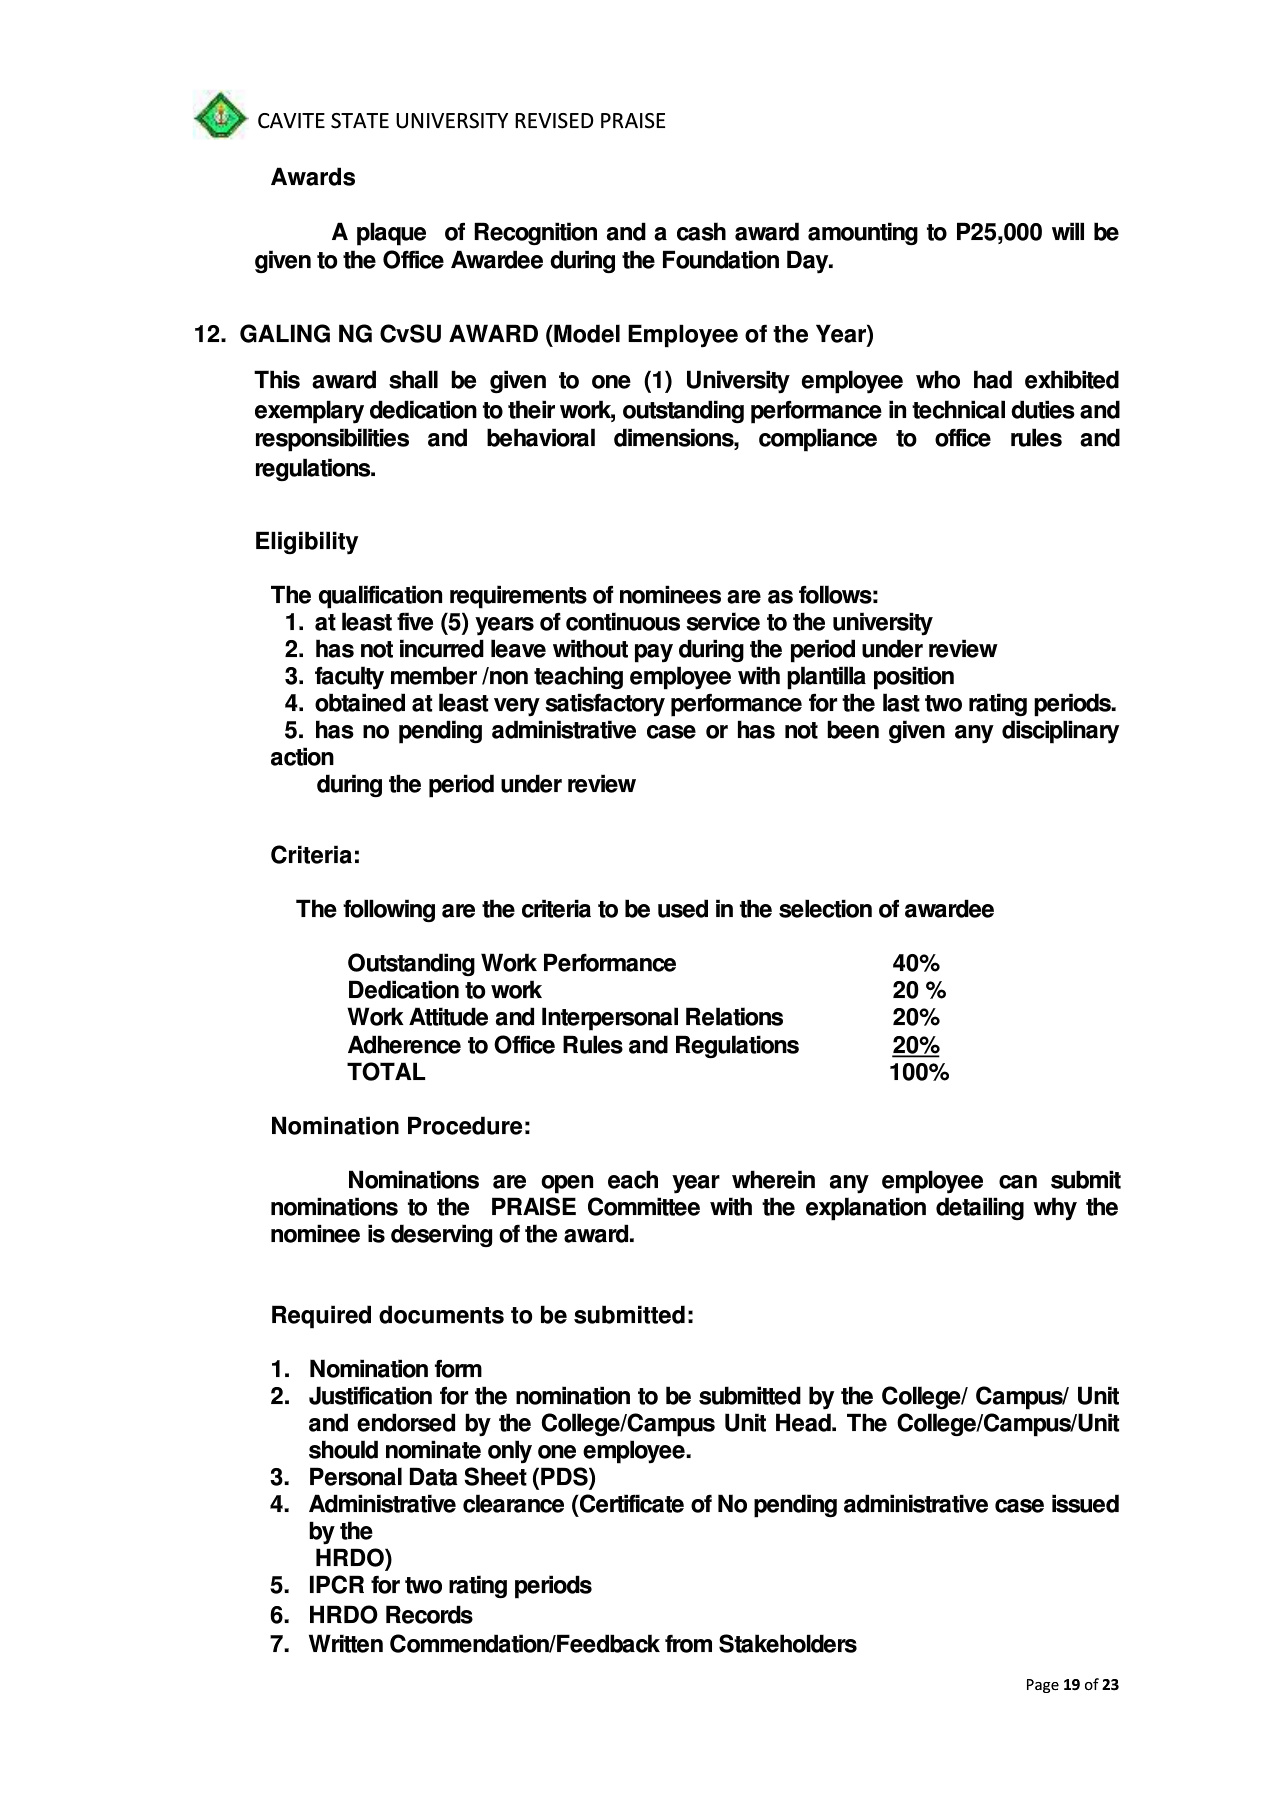 CAVITE STATE UNIVERSITY REVISED PRAISE
Awards
A plaque of Recognition and a cash award amounting to P25,000 will be
given to the Office Awardee during the Foundation Day.
12. GALING NG CvSU AWARD (Model Employee of the Year)
This award shall be given to one (1) University employee who had exhibited
exemplary dedication to their work, outstanding performance in technical duties and
responsibilities and behavioral dimensions, compliance to office rules and
regulations.
Eligibility
The qualification requirements of nominees are as follows:
1. at least five (5) years of continuous service to the university
2. has not incurred leave without pay during the period under review
3. faculty member /non teaching employee with plantilla position
4. obtained at least very satisfactory performance for the last two rating periods.
5. has no pending administrative case or has not been given any disciplinary
action
during the period under review
Criteria:
The following are the criteria to be used in the selection of awardee
Outstanding Work Performance 40%
Dedication to work 20 %
Work Attitude and Interpersonal Relations 20%
Adherence to Office Rules and Regulations 20%
TOTAL 100%
Nomination Procedure:
Nominations are open each year wherein any employee can submit
nominations to the PRAISE Committee with the explanation detailing why the
nominee is deserving of the award.
Required documents to be submitted:
1. Nomination form
2. Justification for the nomination to be submitted by the College/ Campus/ Unit
and endorsed by the College/Campus Unit Head. The College/Campus/Unit
should nominate only one employee.
3. Personal Data Sheet (PDS)
4. Administrative clearance (Certificate of No pending administrative case issued
by the
HRDO)
5. IPCR for two rating periods
6. HRDO Records
7. Written Commendation/Feedback from Stakeholders
Page 19 of 23